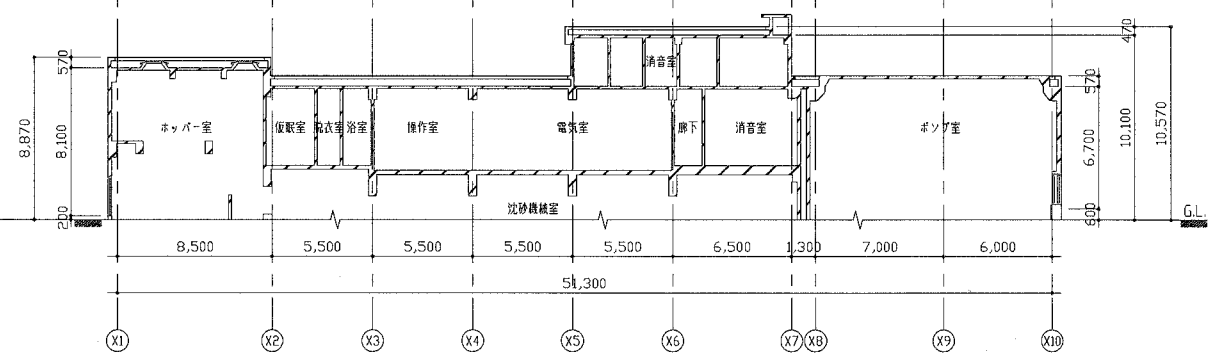 470
消音室
570
570
ホッパー室
仮眠室
脱衣室
浴室
操作室
電気室
廊下
消音室
ポンプ室
8,870
8,100
6,700
10,100
10,570
沈砂機械室
200
600
G.L.
8,500
5,500
5,500
5,500
5,500
6,500
1,300
7,000
6,000
51,300
X1
X2
X3
X4
X5
X6
X7
X8
X9
X10